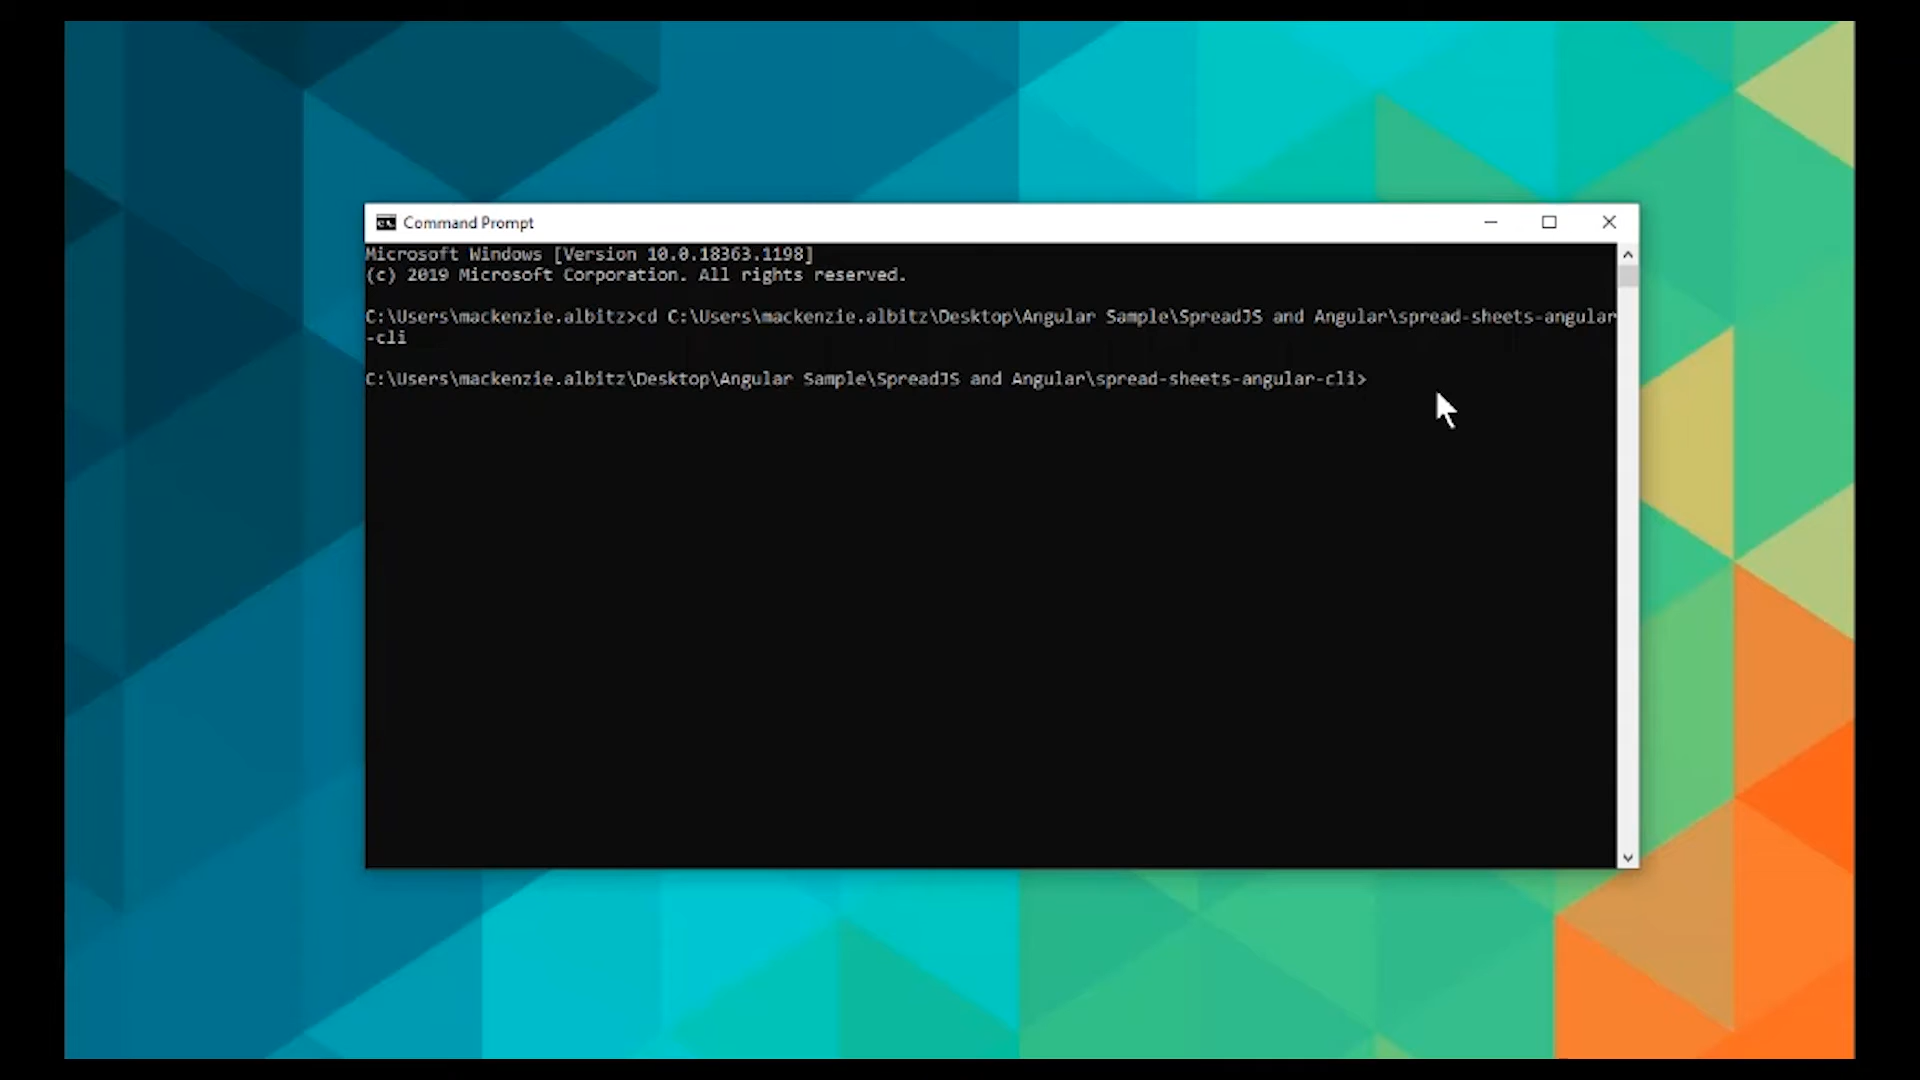 Command Prompt
Microsoft Windows [Version 10.0.18363.1198]
(c) 2019 Microsoft Corporation. All rights reserved.
C:\Users\mackenzie.albitz>cd C:\Users\mackenzie.albitz\Desktop\Angular Sample\SpreadJS and Angular\spread-sheets-angular
-cli
C:\Users\mackenzie.albitz\Desktop\Angular Sample\SpreadJS and Angular\spread-sheets-angular-cli>